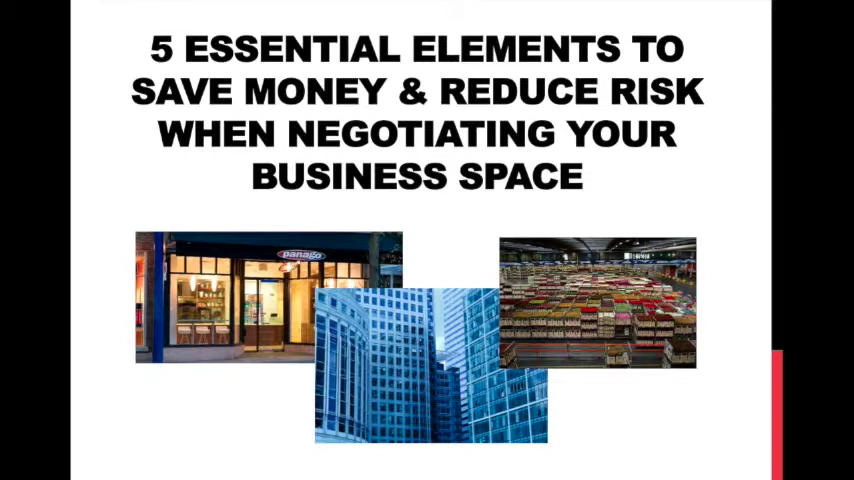 5 ESSENTIAL ELEMENTS TO
SAVE MONEY & REDUCE RISK
WHEN NEGOTIATING YOUR
BUSINESS SPACE
panago